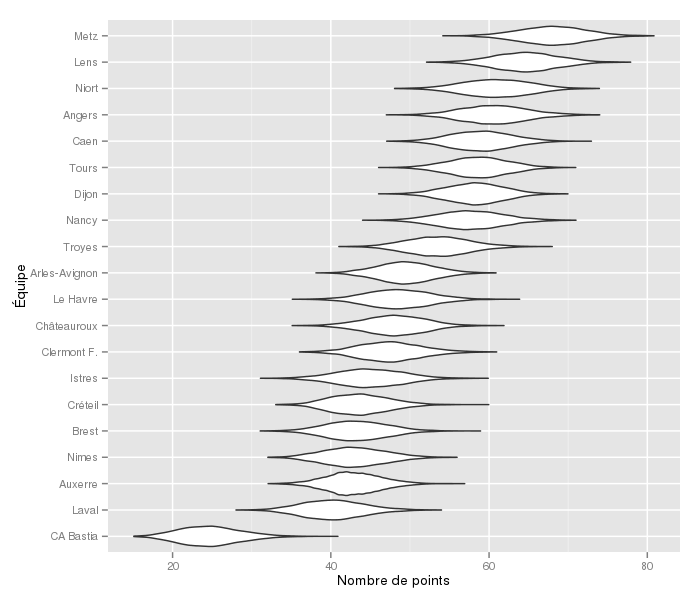 Metz
Lens
Niort
Angers
Caen
Tours
Dijon
Nancy
Troyes
Arles-Avignon
Le Havre
Châteauroux
Clermont F.
Istres
Créteil
Brest
Nimes
Auxerre
Laval
CA Bastia
Équipe
20 40 60 80
Nombre de points